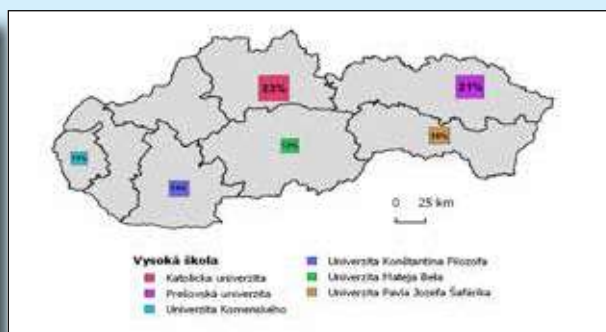 23%
21%
0 25 km
Vysoká škola
Katolícka univerzita
Prešovská univerzita
Univerzita Komenského
Univerzita Konštantína Filozofa
Univerzita Mateja Bela
Univerzita Pavla Jozefa Šafárika